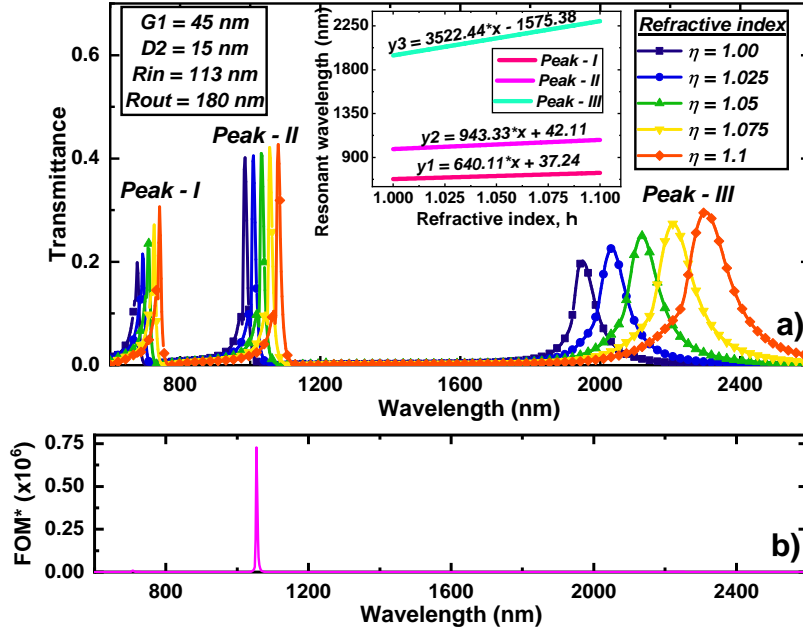 G1 = 45 nm
D2 = 15 nm
Rin = 113 nm
Rout = 180 nm
Peak - I
Peak - II
Peak - III
Transmittance
0.6
0.4
0.2
0.0
800
1200
1600
2000
2400
Wavelength (nm)
a)
Resonant wavelength (nm)
2250
1800
1350
900
1.000
1.025
1.050
1.075
1.100
Refractive index, h
y3= 3522.44*x - 1575.38
y2 = 943.33*x + 42.11
y1 = 640.11*x + 37.24
Peak - I
Peak - II
Peak - III
Refractive index
η = 1.00
η = 1.025
η = 1.05
η = 1.075
η = 1.1
FOM* (x10⁶)
0.75
0.50
0.25
0.00
800
1200
1600
2000
2400
Wavelength (nm)
b)